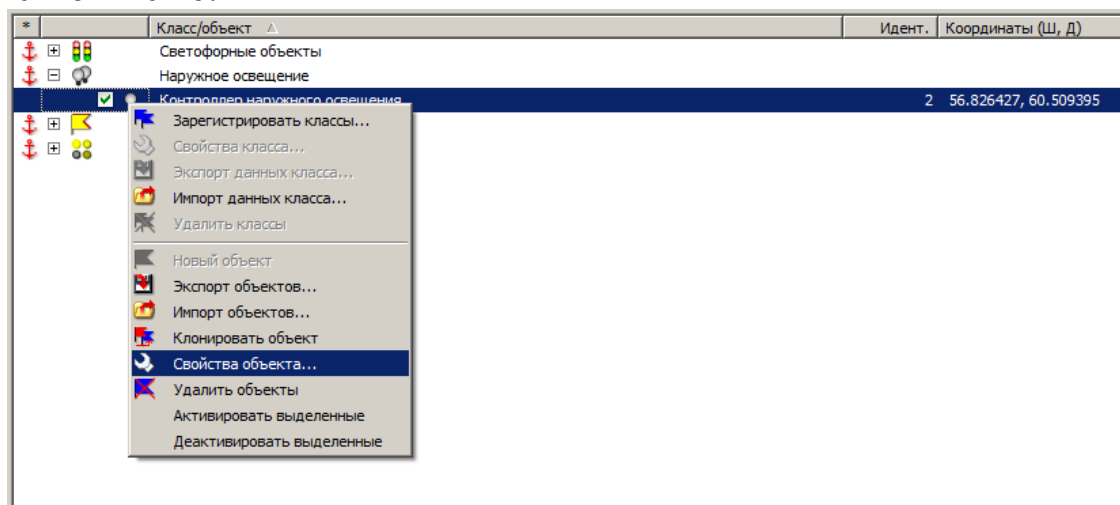 * Класс/объект Идент. Координаты (Ш, Д)
Светофорные объекты
Наружное освещение
Контроллер наружного освещения 2 56.826427, 60.509395
Зарегистрировать классы...
Свойства класса...
Экспорт данных класса...
Импорт данных класса...
Удалить классы
Новый объект
Экспорт объектов...
Импорт объектов...
Клонировать объект
Свойства объекта...
Удалить объекты
Активировать выделенные
Деактивировать выделенные